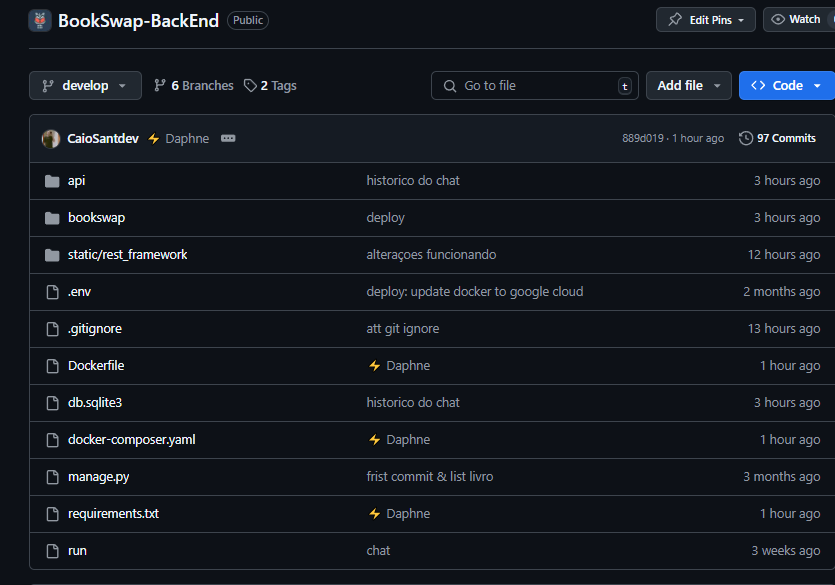 BookSwap-BackEnd Public Edit Pins Watch
develop 6 Branches 2 Tags Go to file t Add file Code
CaioSantdev ⚡ Daphne 889d019 · 1 hour ago 97 Commits
api historico do chat 3 hours ago
bookswap deploy 3 hours ago
static/rest_framework alteraçoes funcionando 12 hours ago
.env deploy: update docker to google cloud 2 months ago
.gitignore att git ignore 13 hours ago
Dockerfile ⚡ Daphne 1 hour ago
db.sqlite3 historico do chat 3 hours ago
docker-composer.yaml ⚡ Daphne 1 hour ago
manage.py frist commit & list livro 3 months ago
requirements.txt ⚡ Daphne 1 hour ago
run chat 3 weeks ago